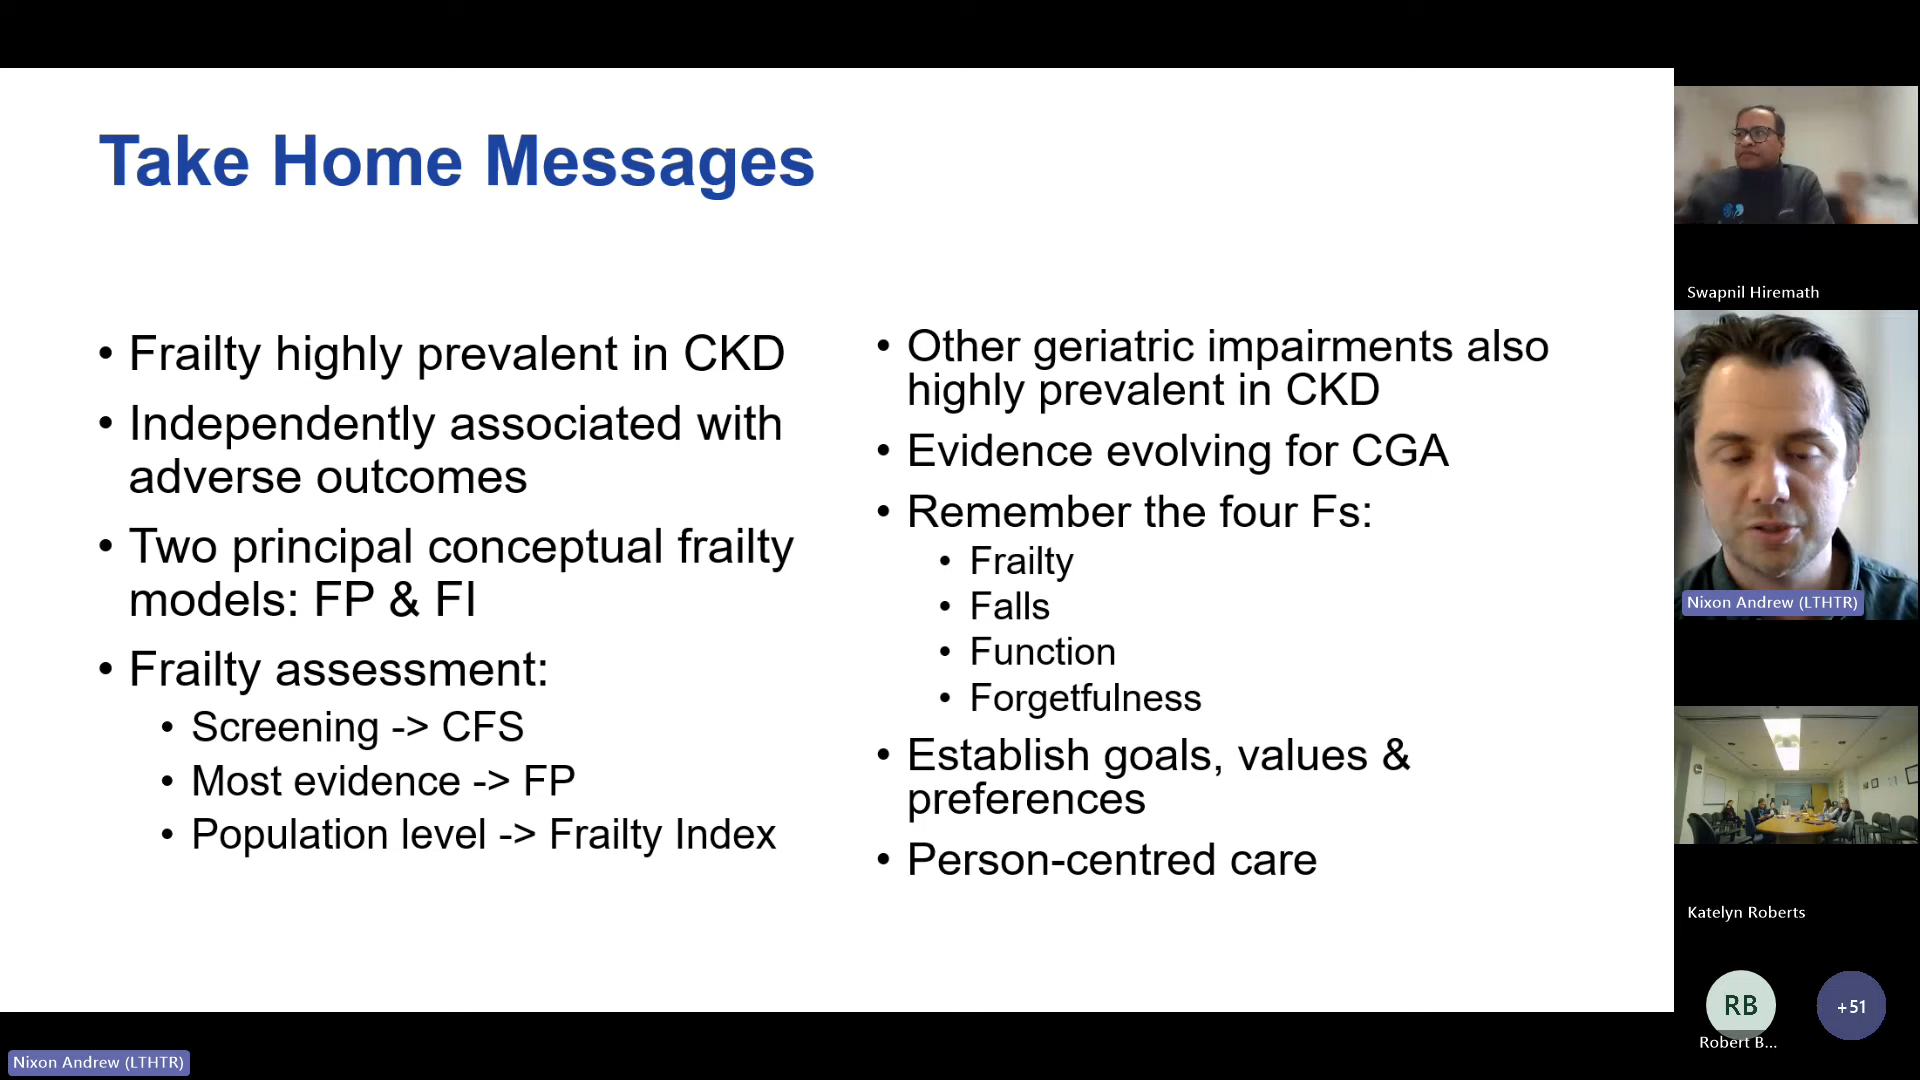 Take Home Messages
• Frailty highly prevalent in CKD
• Independently associated with
adverse outcomes
• Two principal conceptual frailty
models: FP & FI
• Frailty assessment:
• Screening -> CFS
• Most evidence -> FP
• Population level -> Frailty Index
• Other geriatric impairments also
highly prevalent in CKD
• Evidence evolving for CGA
• Remember the four Fs:
• Frailty
• Falls
• Function
• Forgetfulness
• Establish goals, values &
preferences
• Person-centred care
Swapnil Hiremath
Nixon Andrew (LTHTR)
Katelyn Roberts
RB
+51
Robert B...
Nixon Andrew (LTHTR)